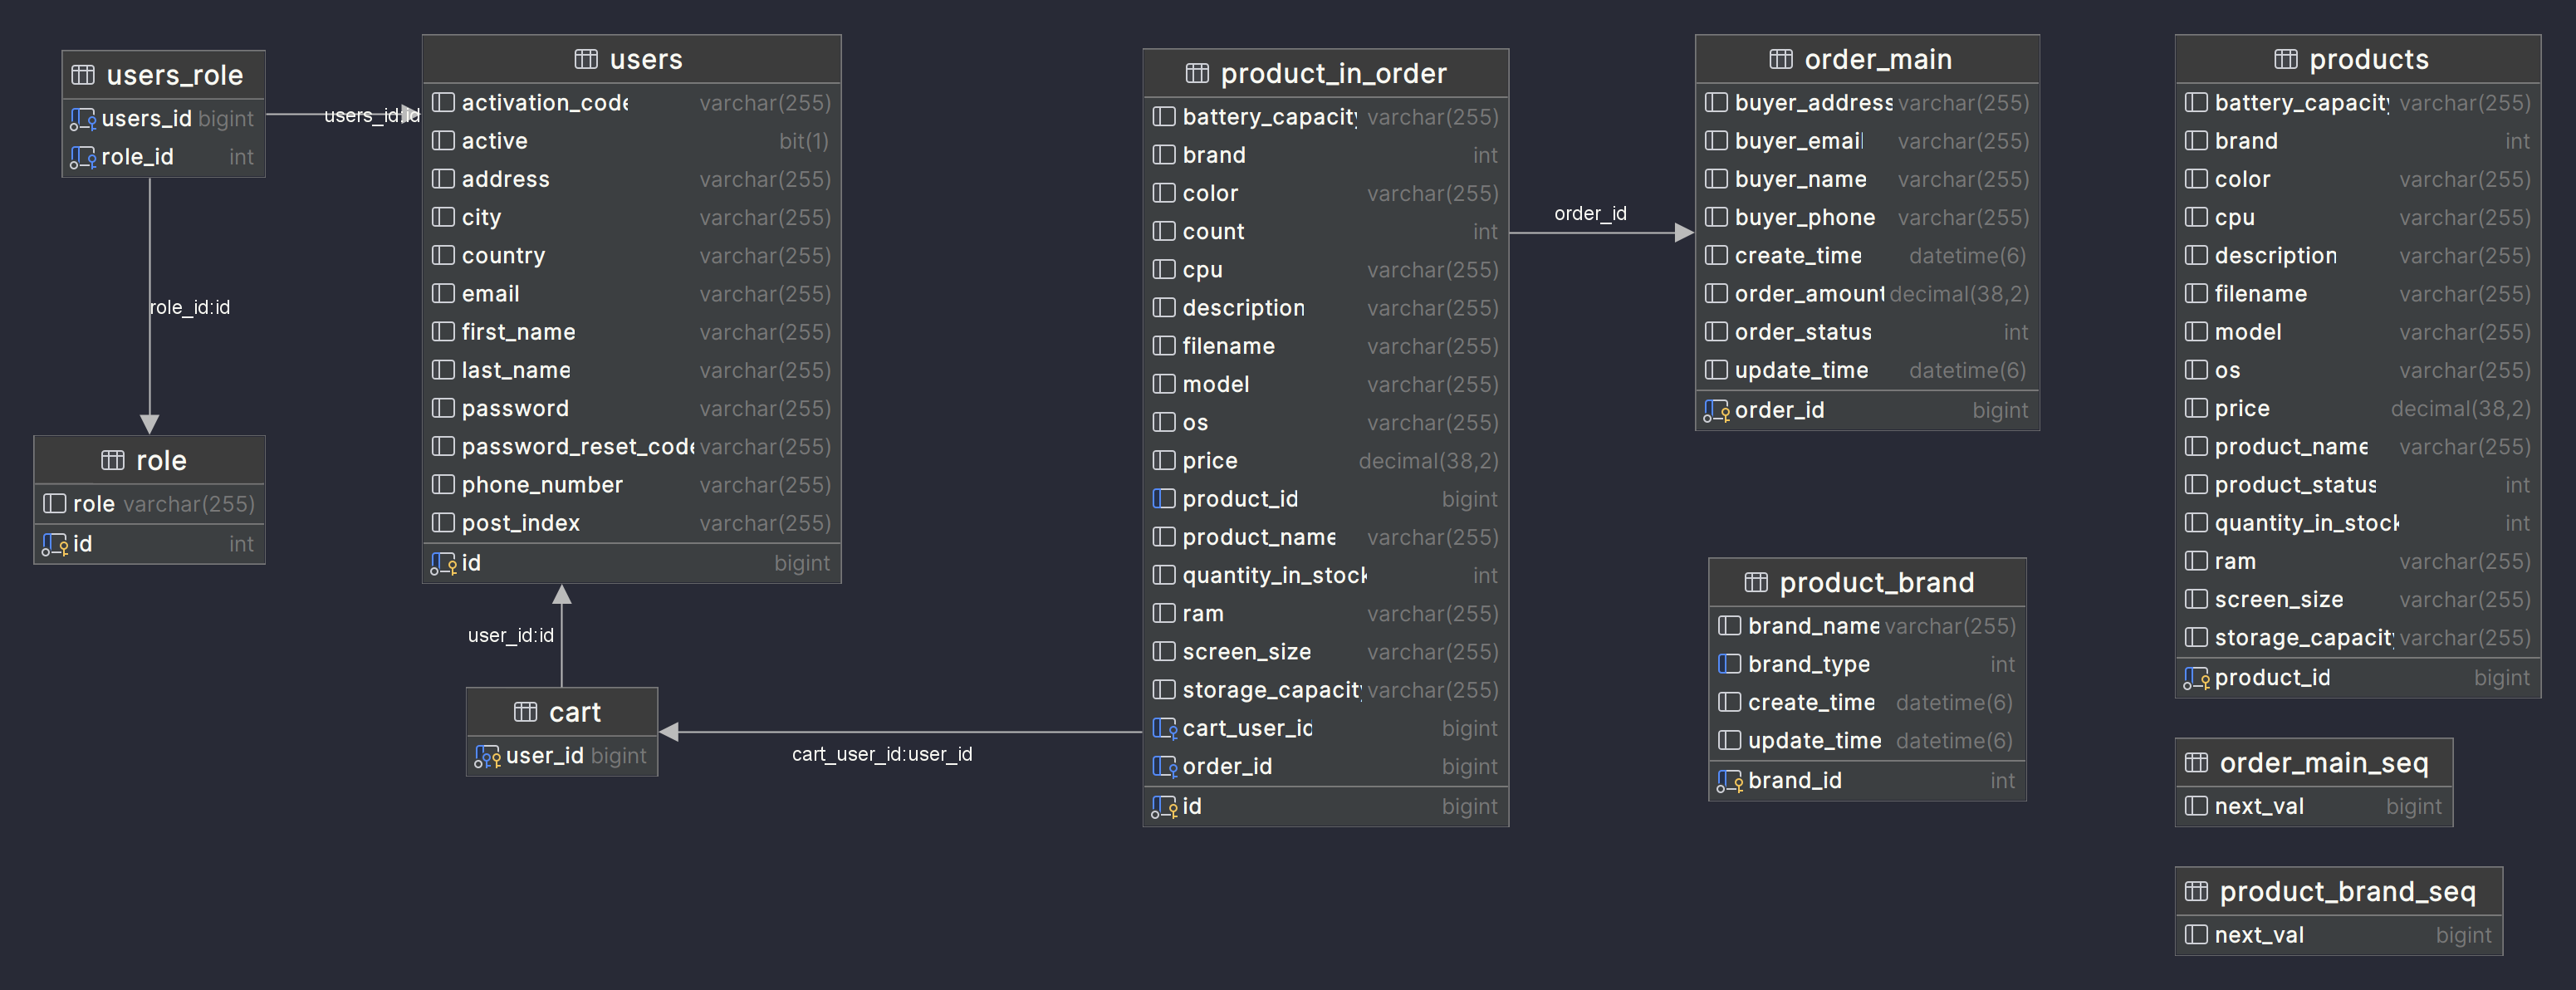 users_role
users_id bigint
role_id int
users_id:id
role_id:id
role
role varchar(255)
id int
users
activation_code varchar(255)
active bit(1)
address varchar(255)
city varchar(255)
country varchar(255)
email varchar(255)
first_name varchar(255)
last_name varchar(255)
password varchar(255)
password_reset_code varchar(255)
phone_number varchar(255)
post_index varchar(255)
id bigint
user_id:id
cart
user_id bigint
cart_user_id:user_id
product_in_order
battery_capacity varchar(255)
brand int
color varchar(255)
count int
cpu varchar(255)
description varchar(255)
filename varchar(255)
model varchar(255)
os varchar(255)
price decimal(38,2)
product_id bigint
product_name varchar(255)
quantity_in_stock int
ram varchar(255)
screen_size varchar(255)
storage_capacity varchar(255)
cart_user_id bigint
order_id bigint
id bigint
order_id
order_main
buyer_address varchar(255)
buyer_email varchar(255)
buyer_name varchar(255)
buyer_phone varchar(255)
create_time datetime(6)
order_amount decimal(38,2)
order_status int
update_time datetime(6)
order_id bigint
product_brand
brand_name varchar(255)
brand_type int
create_time datetime(6)
update_time datetime(6)
brand_id int
products
battery_capacity varchar(255)
brand int
color varchar(255)
cpu varchar(255)
description varchar(255)
filename varchar(255)
model varchar(255)
os varchar(255)
price decimal(38,2)
product_name varchar(255)
product_status int
quantity_in_stock int
ram varchar(255)
screen_size varchar(255)
storage_capacity varchar(255)
product_id bigint
order_main_seq
next_val bigint
product_brand_seq
next_val bigint